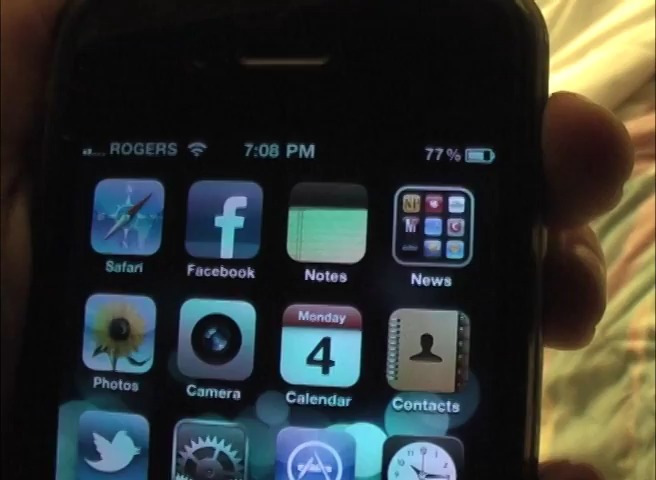 ROGERS 7:08 PM 77%
Safari Facebook Notes News
Monday
4
Photos Camera Calendar Contacts